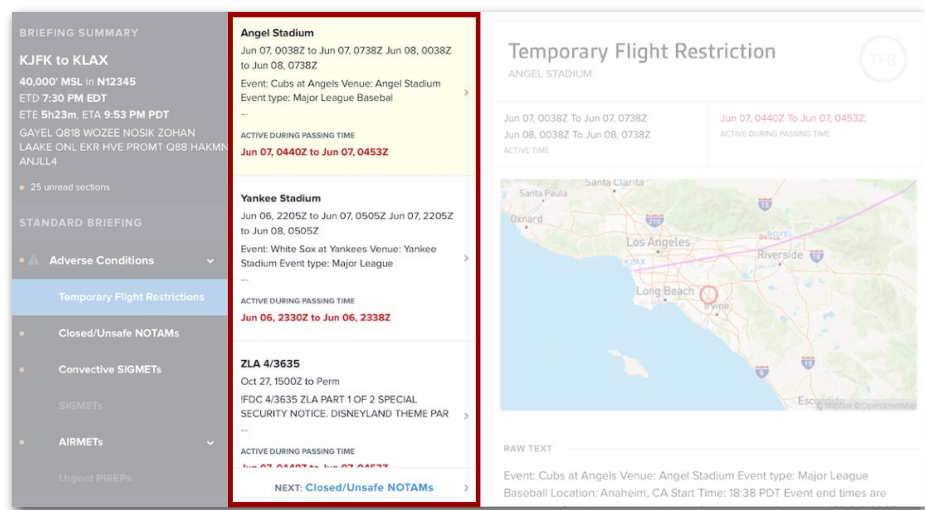 BRIEFING SUMMARY
KJFK to KLAX
40,000' MSL in N12345
ETD 7:30 PM EDT
ETE 5h23m, ETA 9:53 PM PDT
GAYEL Q818 WOZEE NOSIK ZOHAN
LAAKE ONL EKR HVE PROMT Q88 HAKMN
ANJLL4
25 unread sections
STANDARD BRIEFING
Adverse Conditions
Temporary Flight Restrictions
Closed/Unsafe NOTAMs
Convective SIGMETs
SIGMETs
AIRMETs
Urgent PIREPs
Angel Stadium
Jun 07, 0038Z to Jun 07, 0738Z Jun 08, 0038Z
to Jun 08, 0738Z
Event: Cubs at Angels Venue: Angel Stadium
Event type: Major League Basebal
...
ACTIVE DURING PASSING TIME
Jun 07, 0440Z to Jun 07, 0453Z
Yankee Stadium
Jun 06, 2205Z to Jun 07, 0505Z Jun 07, 2205Z
to Jun 08, 0505Z
Event: White Sox at Yankees Venue: Yankee
Stadium Event type: Major League
...
ACTIVE DURING PASSING TIME
Jun 06, 2330Z to Jun 06, 2338Z
ZLA 4/3635
Oct 27, 1500Z to Perm
!FDC 4/3635 ZLA PART 1 OF 2 SPECIAL
SECURITY NOTICE. DISNEYLAND THEME PAR
...
ACTIVE DURING PASSING TIME
Jun 07, 0440Z to Jun 07, 0453Z
NEXT: Closed/Unsafe NOTAMs
Temporary Flight Restriction
ANGEL STADIUM
TFR
Jun 07, 0038Z To Jun 07, 0738Z
Jun 08, 0038Z To Jun 08, 0738Z
ACTIVE TIME
Jun 07, 0440Z To Jun 07, 0453Z;
ACTIVE DURING PASSING TIME
Santa Clarita
Santa Paula
Oxnard
Los Angeles
KLAX
Riverside
Long Beach
Irvine
Escondido
© Mapbox © OpenStreetMap
RAW TEXT
Event: Cubs at Angels Venue: Angel Stadium Event type: Major League
Baseball Location: Anaheim, CA Start Time: 18:38 PDT Event end times are